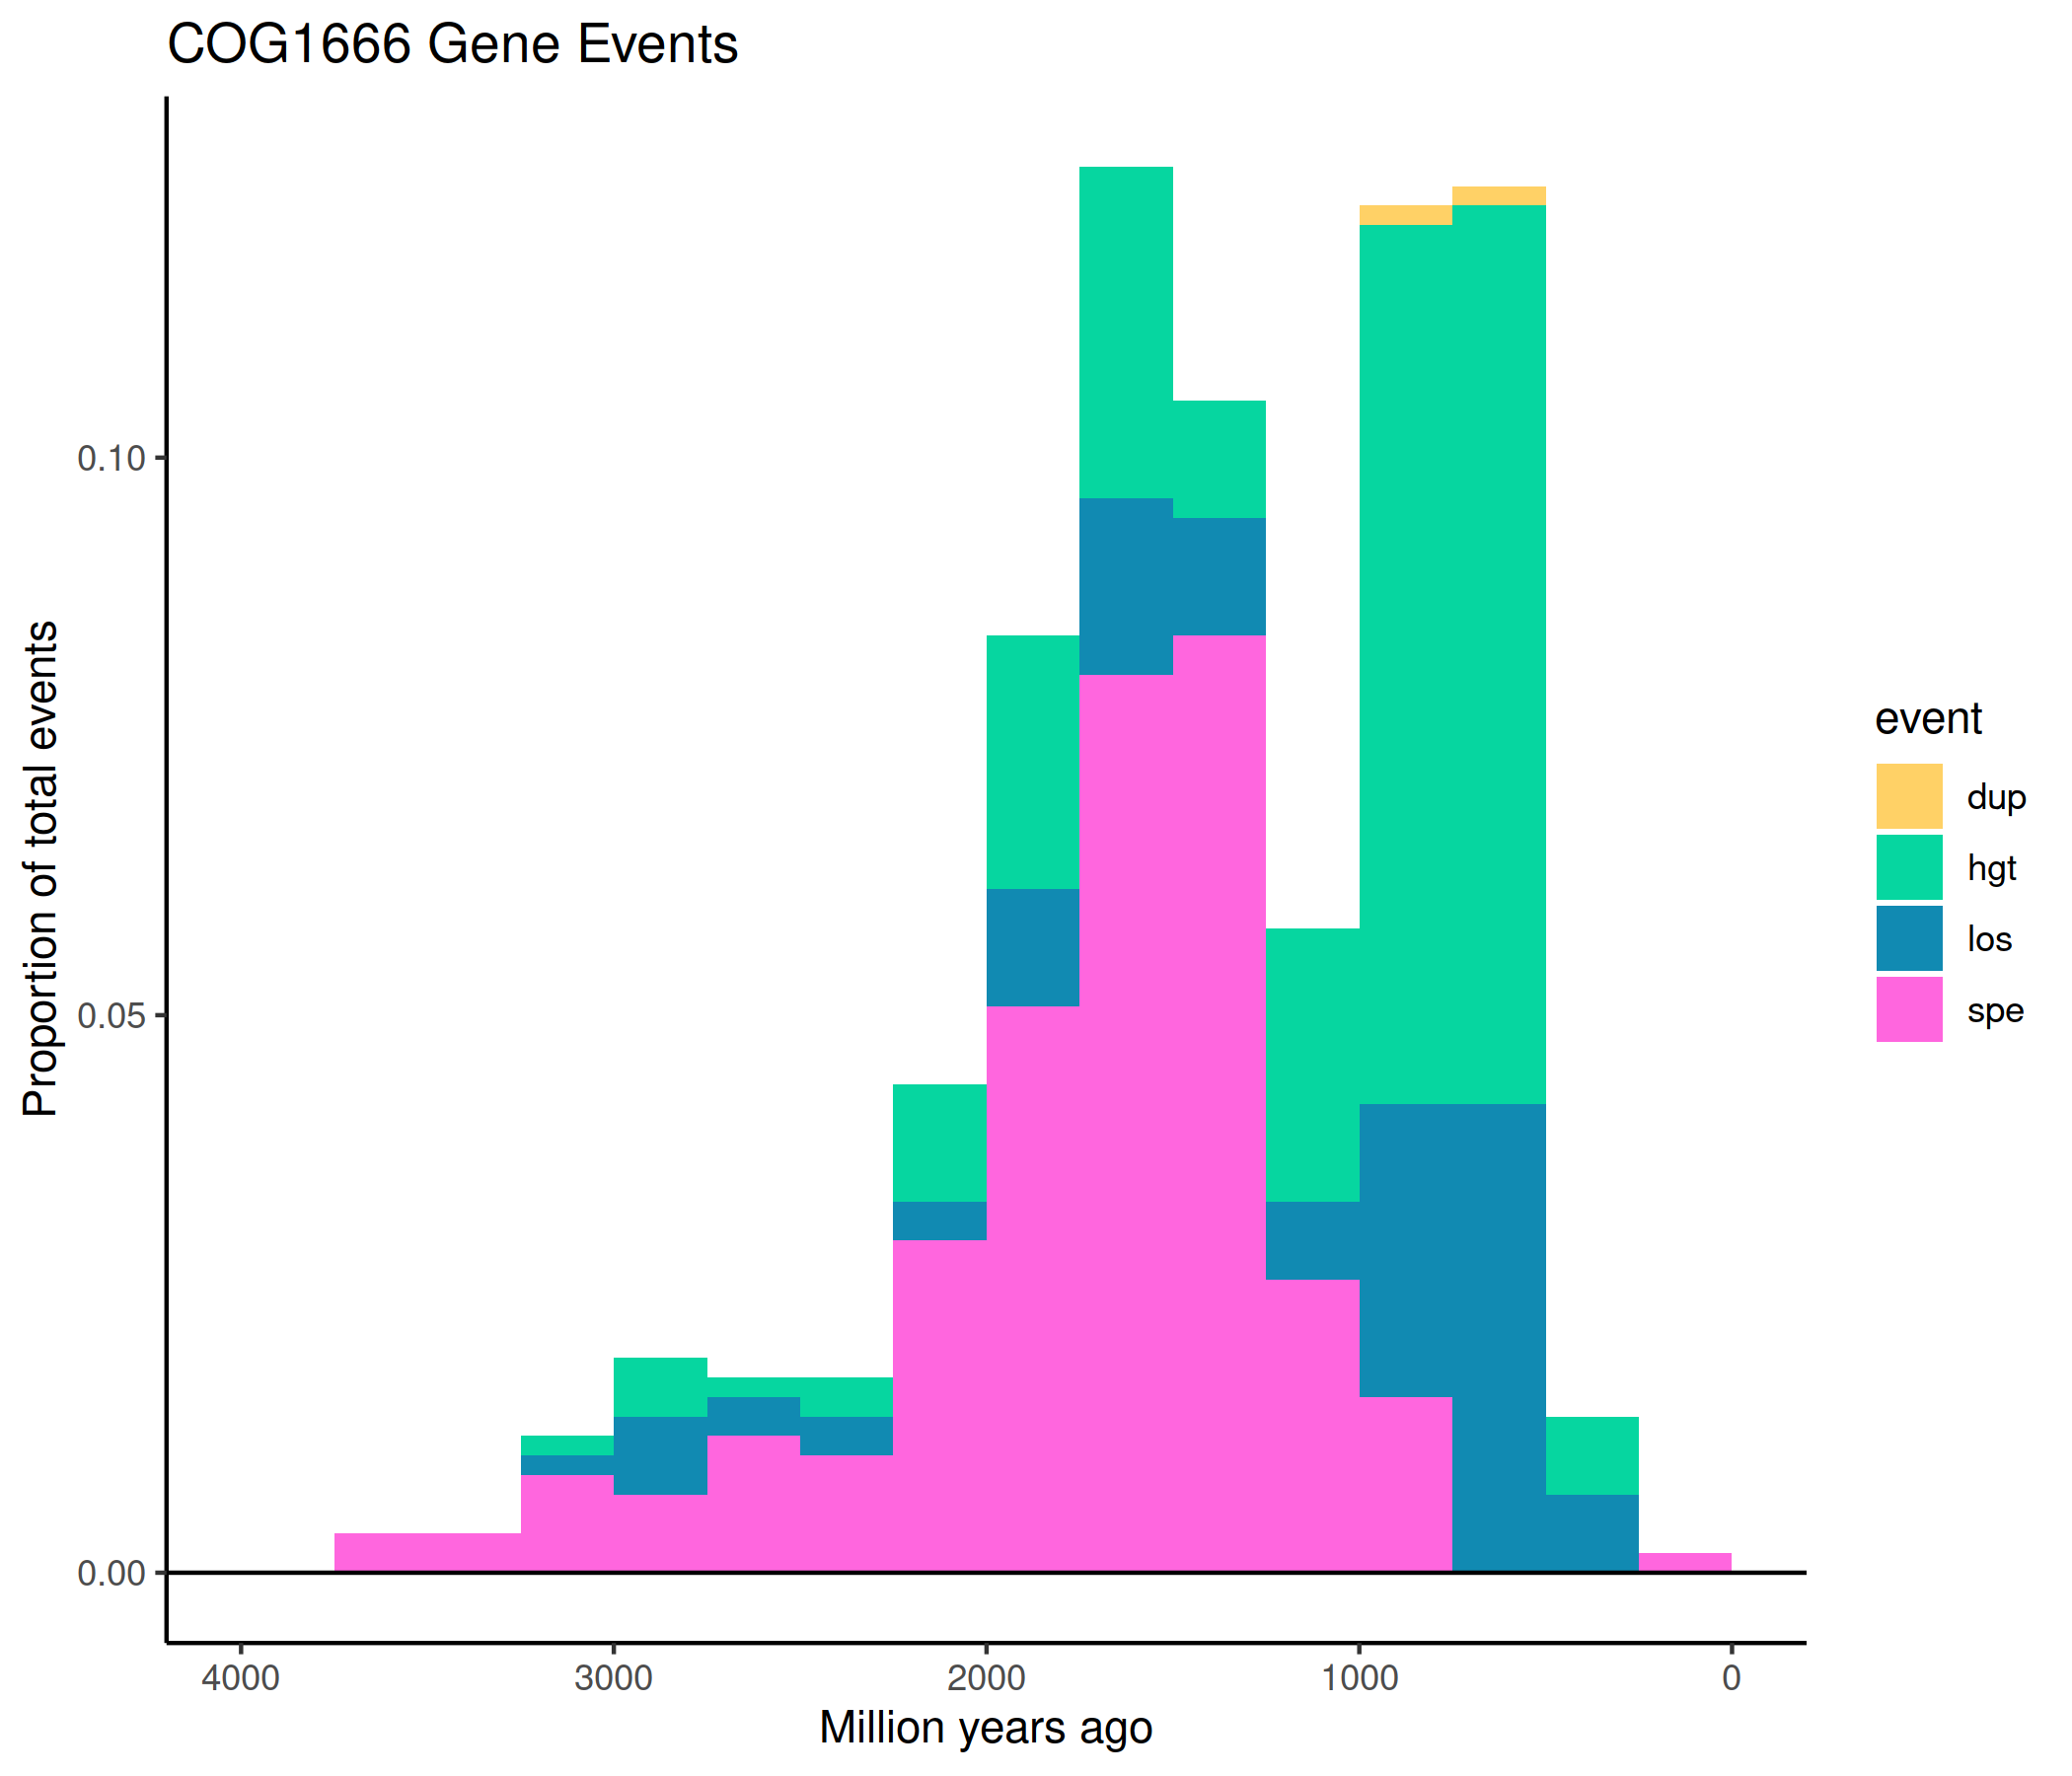 COG1666 Gene Events
Proportion of total events
0.10
0.05
0.00
4000 3000 2000 1000 0
Million years ago
event
dup
hgt
los
spe